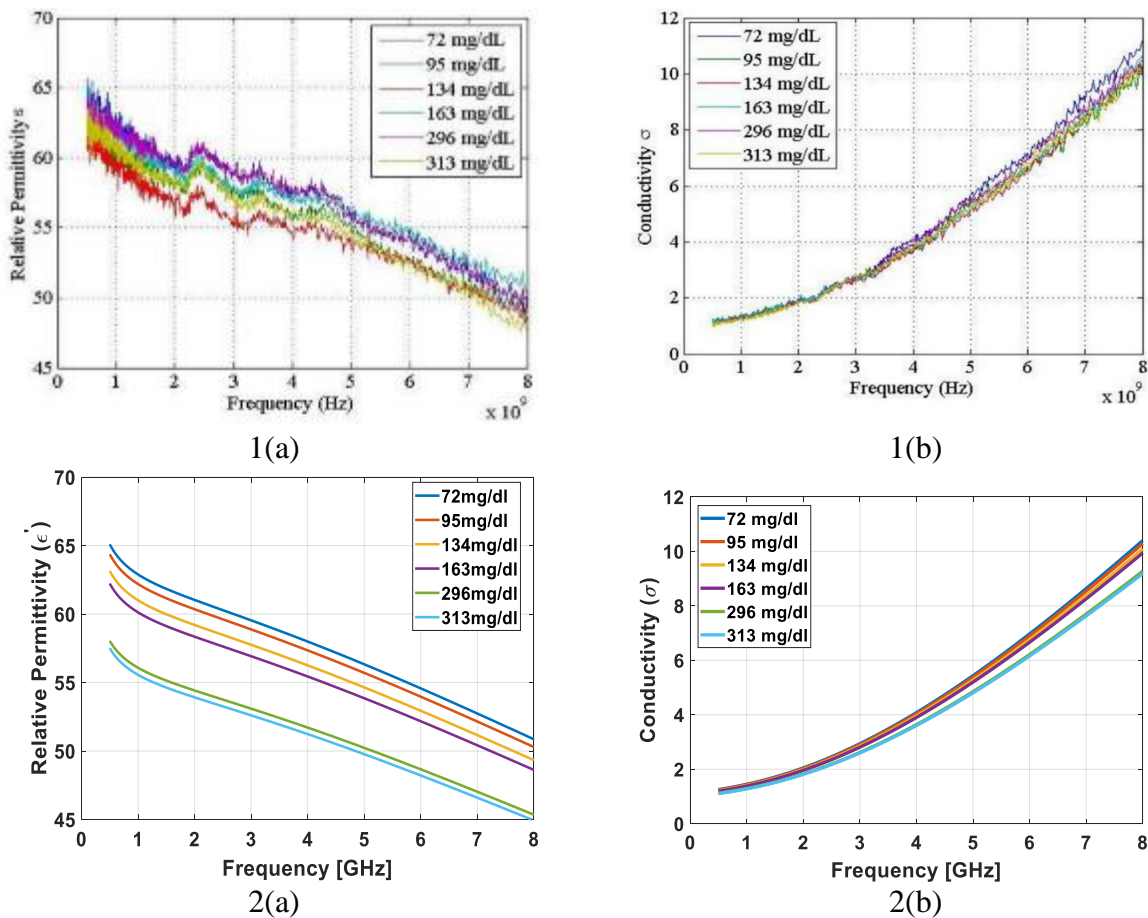 70
65
60
55
50
45
Relative Permittivity ε
72 mg/dL
95 mg/dL
134 mg/dL
163 mg/dL
296 mg/dL
313 mg/dL
0 1 2 3 4 5 6 7 8
Frequency (Hz)
x 10⁹
1(a)
12
10
8
6
4
2
0
Conductivity σ
72 mg/dL
95 mg/dL
134 mg/dL
163 mg/dL
296 mg/dL
313 mg/dL
0 1 2 3 4 5 6 7 8
Frequency (Hz)
x 10⁹
1(b)
70
65
60
55
50
45
Relative Permittivity (ϵ')
72mg/dl
95mg/dl
134mg/dl
163mg/dl
296mg/dl
313mg/dl
0 1 2 3 4 5 6 7 8
Frequency [GHz]
2(a)
12
10
8
6
4
2
0
Conductivity (σ)
72 mg/dl
95 mg/dl
134 mg/dl
163 mg/dl
296 mg/dl
313 mg/dl
0 1 2 3 4 5 6 7 8
Frequency [GHz]
2(b)